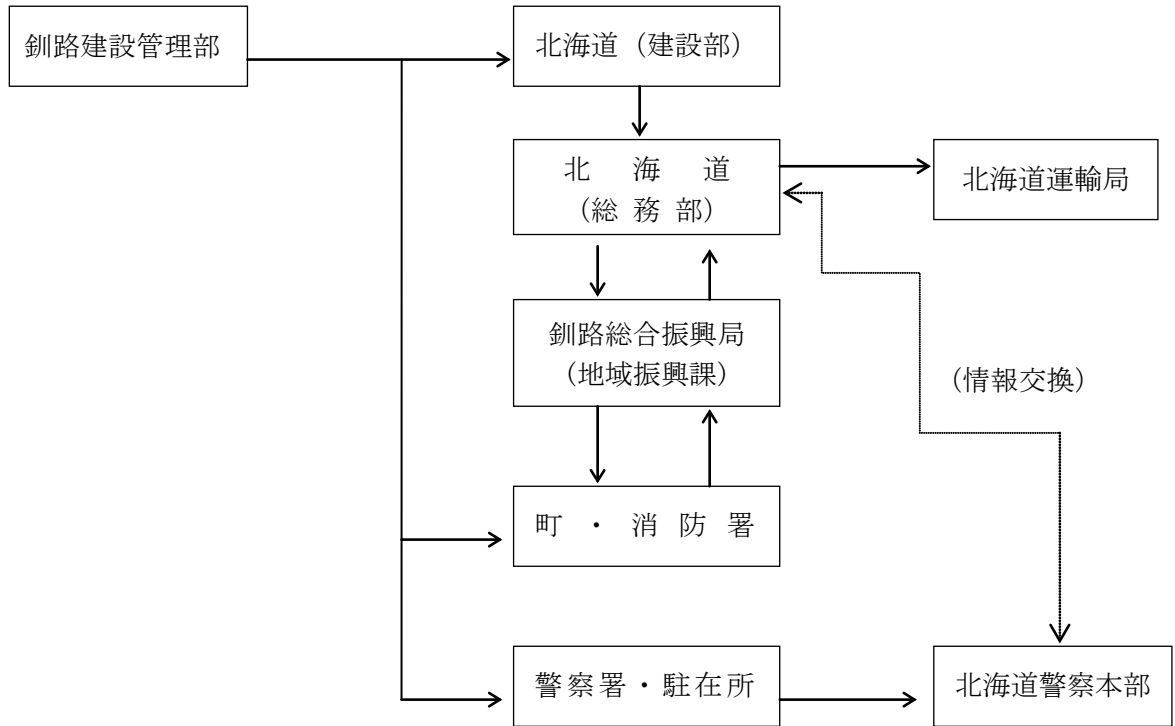 釧路建設管理部
北海道（建設部）
北海道
（総務部）
北海道運輸局
釧路総合振興局
（地域振興課）
（情報交換）
町・消防署
警察署・駐在所
北海道警察本部